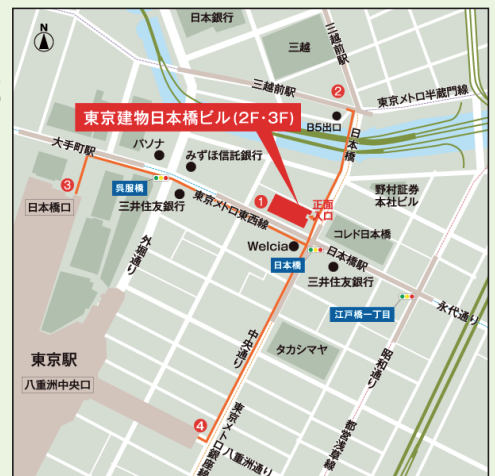 日本銀行
N
三越
三越前駅
三越前駅
2
東京メトロ半蔵門線
B5出口
東京建物日本橋ビル(2F・3F)
日本橋
大手町駅
パソナ
みずほ信託銀行
3
呉服橋
日本橋口
三井住友銀行
1
正面
入口
野村証券
本社ビル
東京メトロ東西線
コレド日本橋
外堀通り
Welcia
日本橋
日本橋駅
三井住友銀行
江戸橋一丁目
永代通り
中央通り
タカシマヤ
昭和通り
東京駅
八重洲中央口
4
東京メトロ銀座線
八重洲通り
都営浅草線